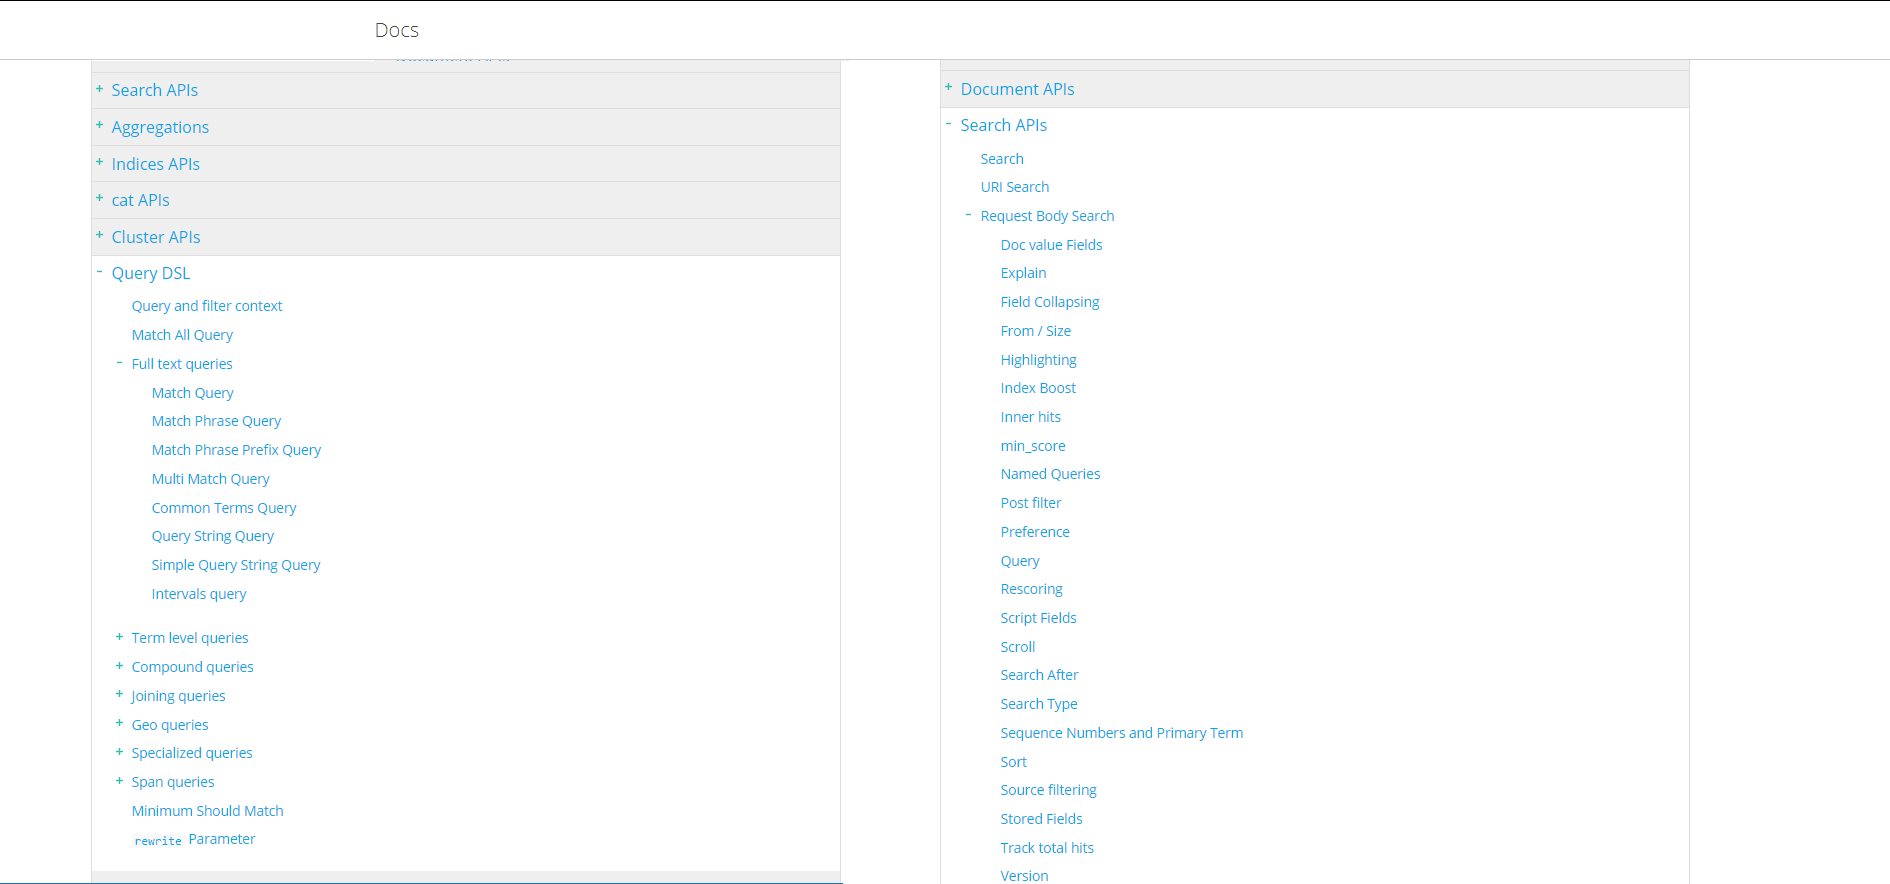 Docs
+ Search APIs
+ Aggregations
+ Indices APIs
+ cat APIs
+ Cluster APIs
- Query DSL
Query and filter context
Match All Query
- Full text queries
Match Query
Match Phrase Query
Match Phrase Prefix Query
Multi Match Query
Common Terms Query
Query String Query
Simple Query String Query
Intervals query
+ Term level queries
+ Compound queries
+ Joining queries
+ Geo queries
+ Specialized queries
+ Span queries
Minimum Should Match
rewrite Parameter
+ Document APIs
- Search APIs
Search
URI Search
- Request Body Search
Doc value Fields
Explain
Field Collapsing
From / Size
Highlighting
Index Boost
Inner hits
min_score
Named Queries
Post filter
Preference
Query
Rescoring
Script Fields
Scroll
Search After
Search Type
Sequence Numbers and Primary Term
Sort
Source filtering
Stored Fields
Track total hits
Version